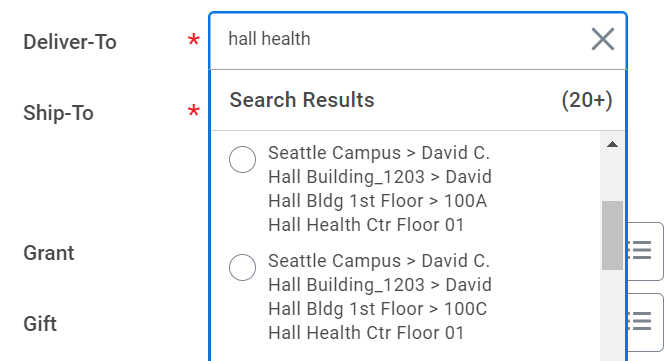 Deliver-To *
hall health
Search Results (20+)
Ship-To *
Seattle Campus > David C.
Hall Building_1203 > David
Hall Bldg 1st Floor > 100A
Hall Health Ctr Floor 01
Grant
Seattle Campus > David C.
Hall Building_1203 > David
Hall Bldg 1st Floor > 100C
Hall Health Ctr Floor 01
Gift